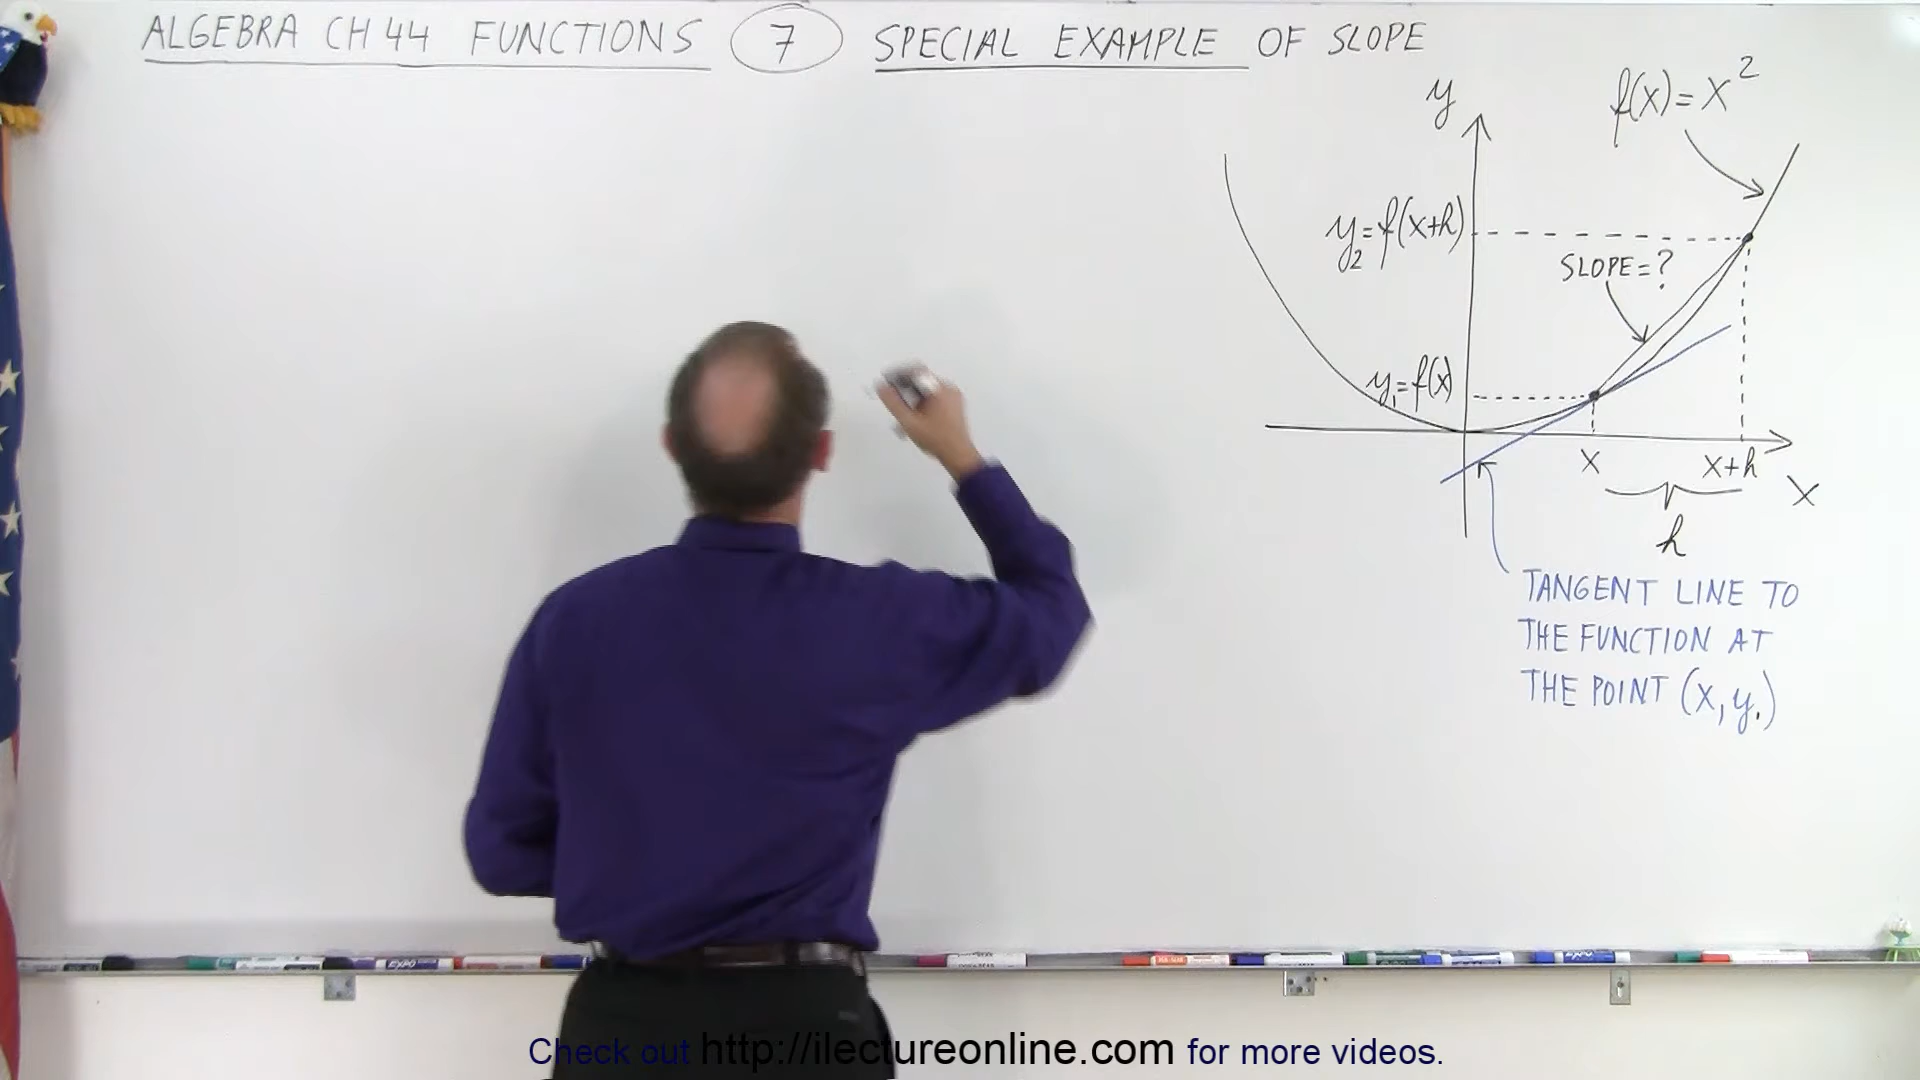 ALGEBRA CH 44 FUNCTIONS 7 SPECIAL EXAMPLE OF SLOPE
y
f(x)=x²
y₂=f(x+h)
SLOPE=?
y₁=f(x)
x
x+h
x
h
TANGENT LINE TO
THE FUNCTION AT
THE POINT (x, y₁)
EXPO
Check out http://ilectureonline.com for more videos.